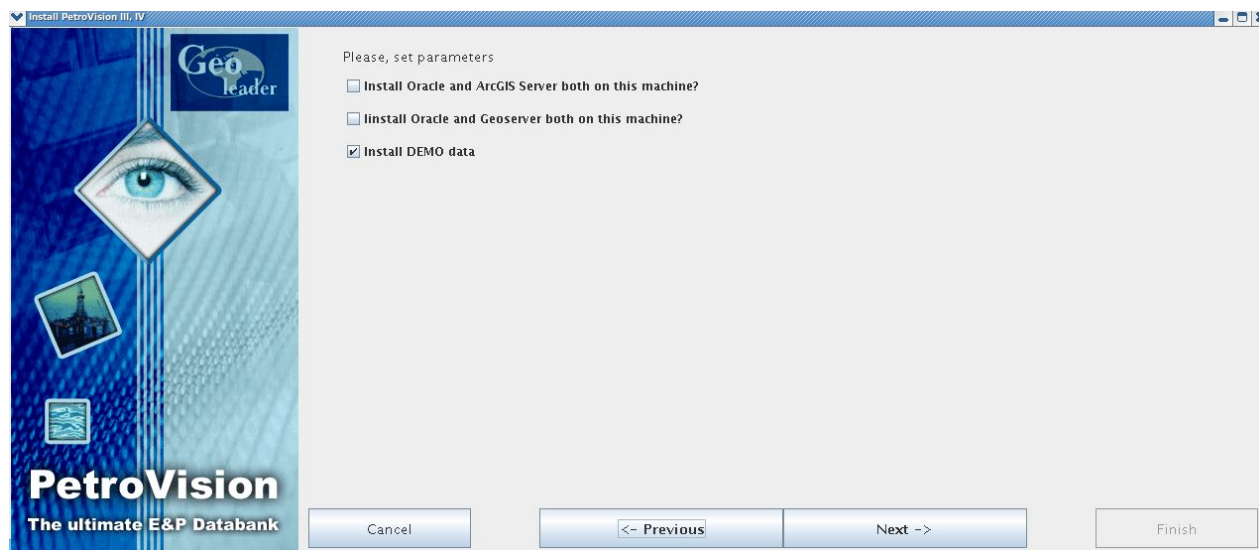 Install PetroVision III, IV
Geo
leader
Please, set parameters
Install Oracle and ArcGIS Server both on this machine?
Iinstall Oracle and Geoserver both on this machine?
Install DEMO data
PetroVision
The ultimate E&P Databank
Cancel
<- Previous
Next ->
Finish